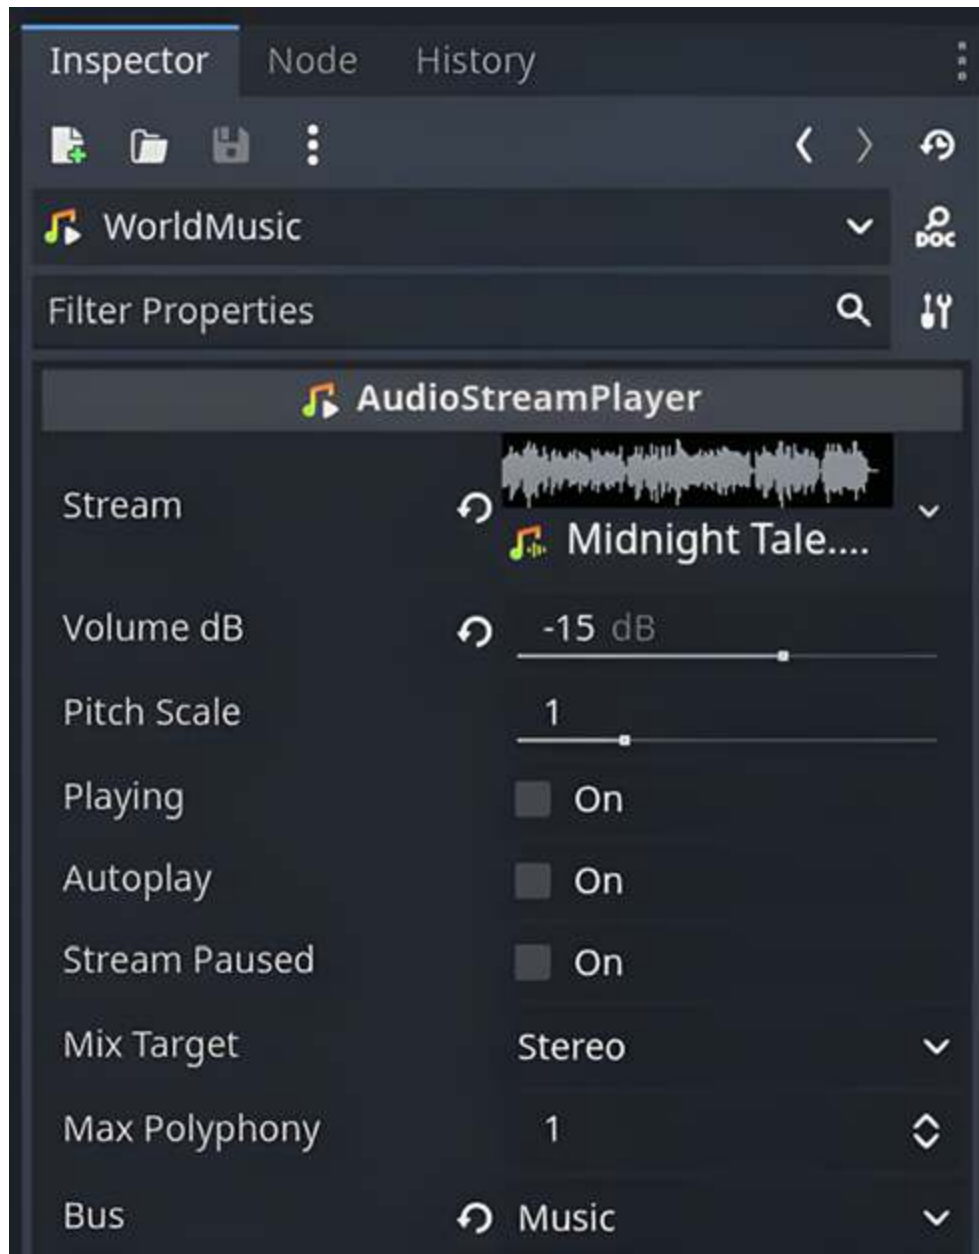 Inspector Node History
WorldMusic
DOC
Filter Properties
AudioStreamPlayer
Stream
Midnight Tale....
Volume dB -15 dB
Pitch Scale 1
Playing On
Autoplay On
Stream Paused On
Mix Target Stereo
Max Polyphony 1
Bus Music